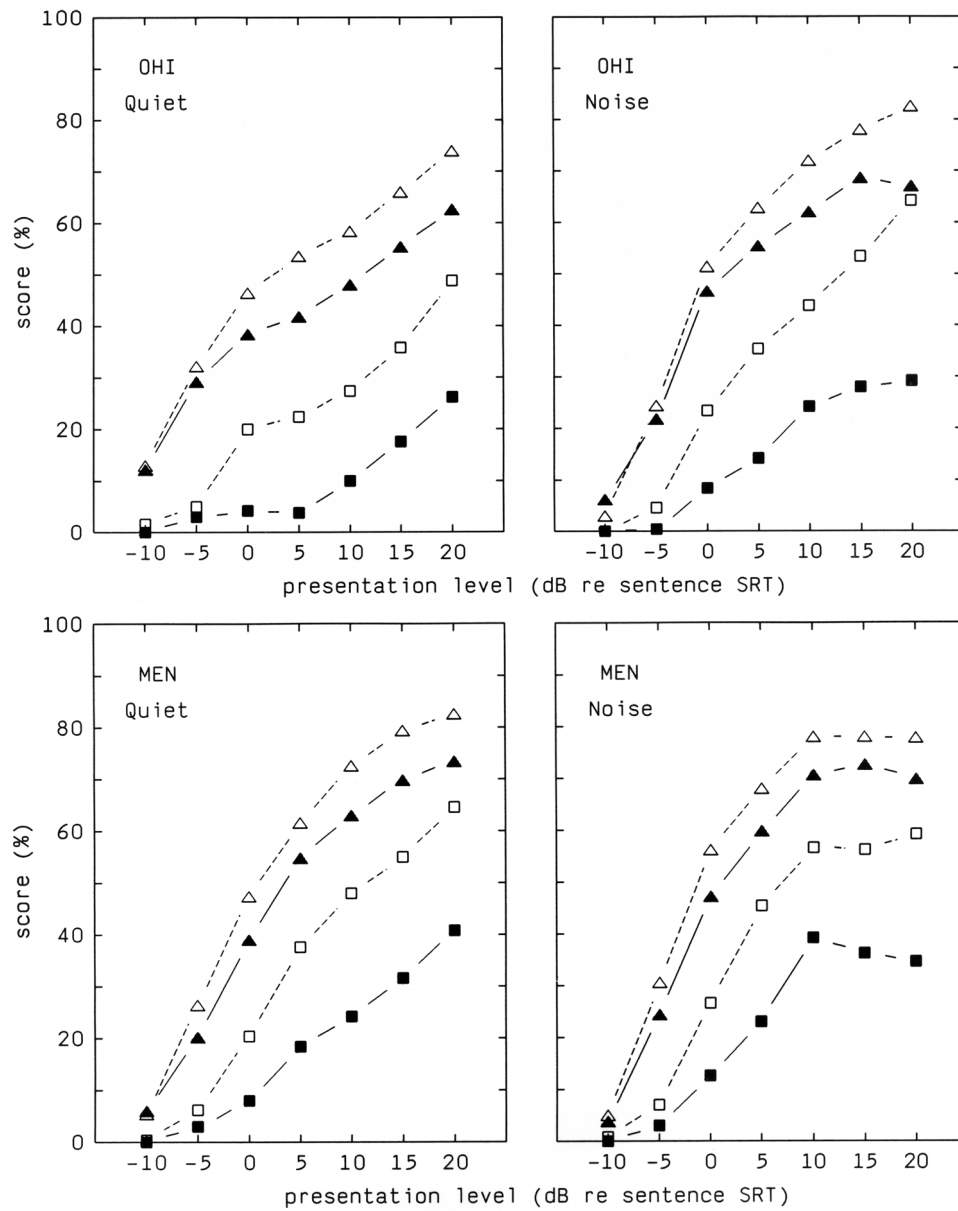 100
80
60
40
20
0
score (%)
OHI
Quiet
OHI
Noise
-10 -5 0 5 10 15 20
-10 -5 0 5 10 15 20
presentation level (dB re sentence SRT)
100
80
60
40
20
0
score (%)
MEN
Quiet
MEN
Noise
-10 -5 0 5 10 15 20
-10 -5 0 5 10 15 20
presentation level (dB re sentence SRT)